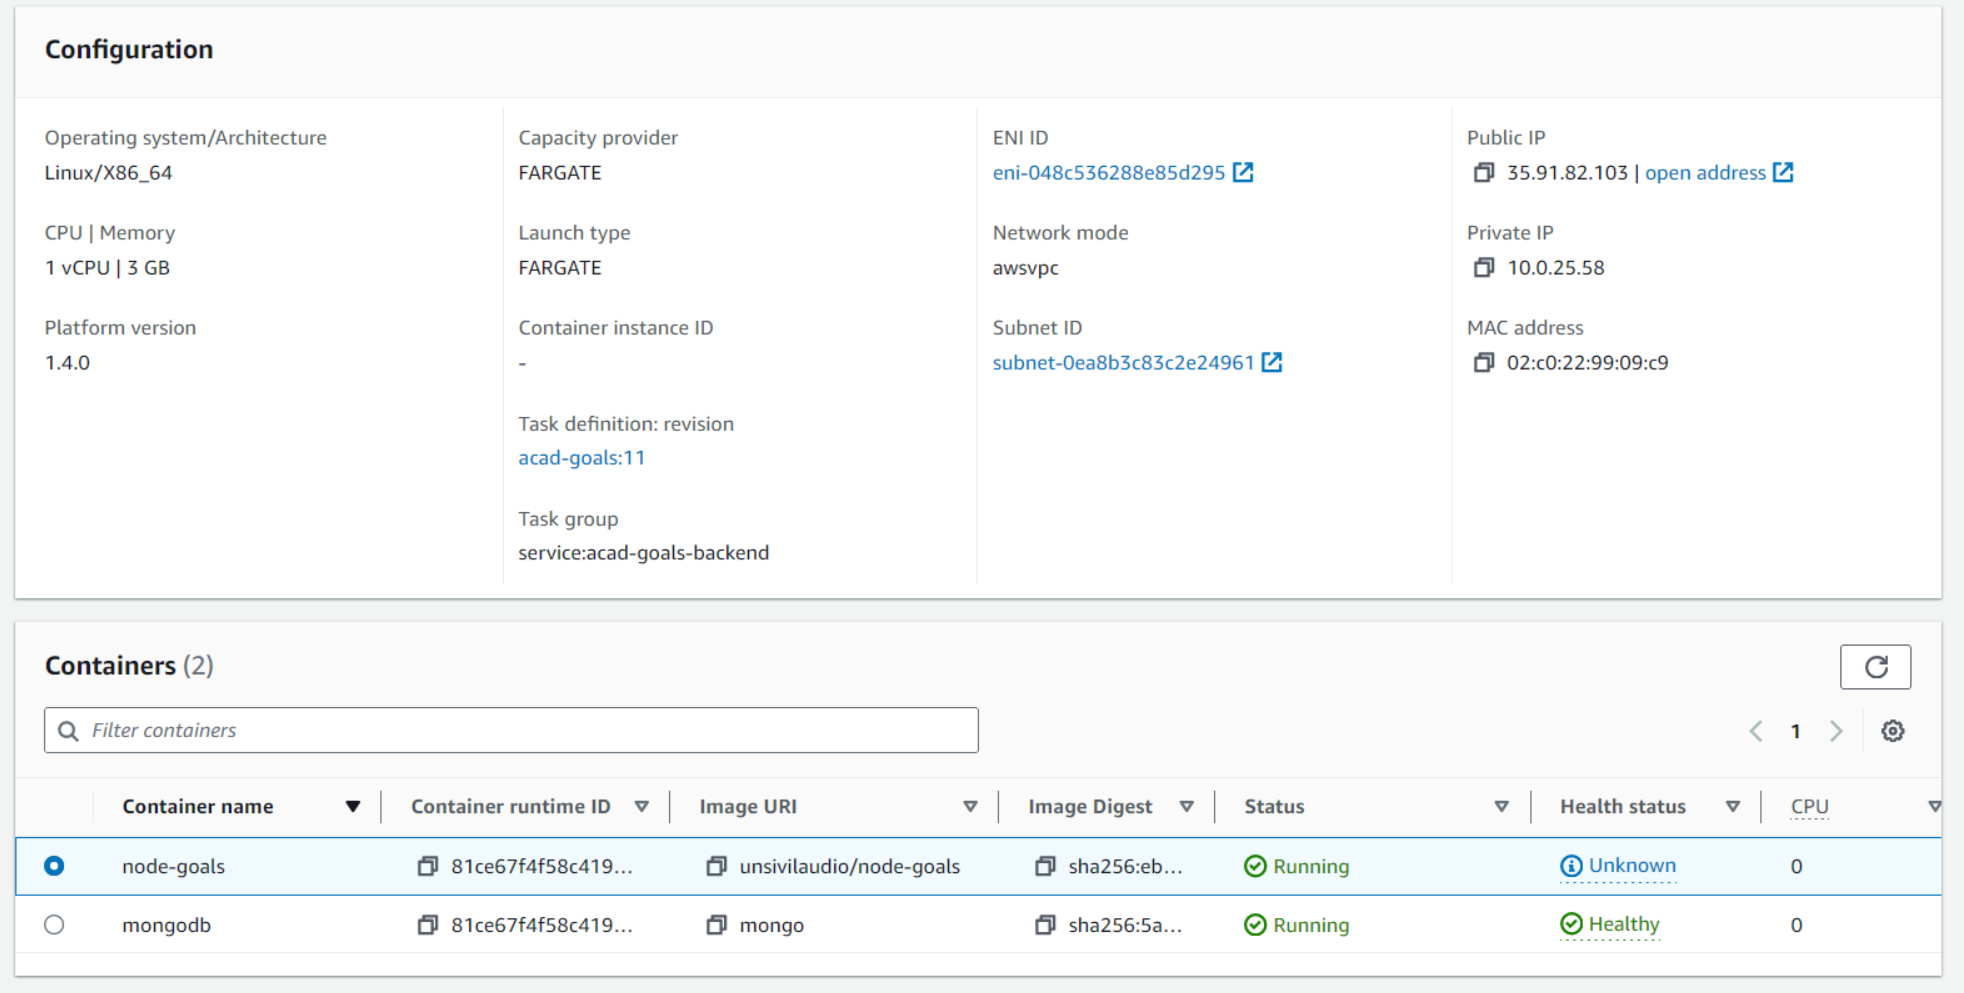 Configuration
Operating system/Architecture
Linux/X86_64
CPU | Memory
1 vCPU | 3 GB
Platform version
1.4.0
Capacity provider
FARGATE
Launch type
FARGATE
Container instance ID
-
Task definition: revision
acad-goals:11
Task group
service:acad-goals-backend
ENI ID
eni-048c536288e85d295
Network mode
awsvpc
Subnet ID
subnet-0ea8b3c83c2e24961
Public IP
35.91.82.103 | open address
Private IP
10.0.25.58
MAC address
02:c0:22:99:09:c9
Containers (2)
Filter containers
1
Container name Container runtime ID Image URI Image Digest Status Health status CPU
node-goals 81ce67f4f58c419... unsivilaudio/node-goals sha256:eb... Running Unknown 0
mongodb 81ce67f4f58c419... mongo sha256:5a... Running Healthy 0